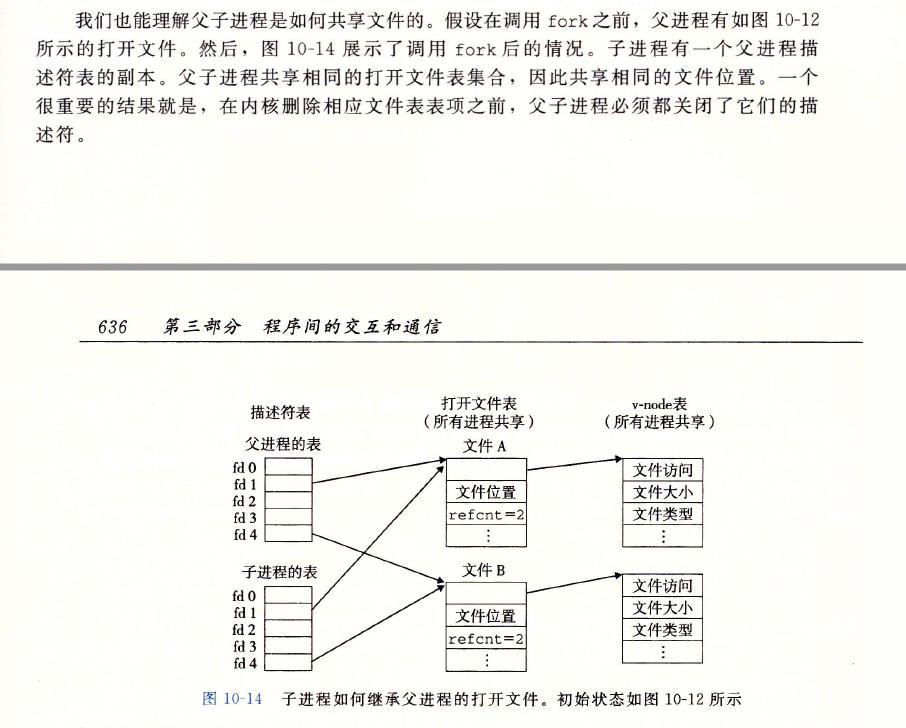 我们也能理解父子进程是如何共享文件的。假设在调用 fork 之前，父进程有如图 10-12
所示的打开文件。然后，图 10-14 展示了调用 fork 后的情况。子进程有一个父进程描
述符表的副本。父子进程共享相同的打开文件表集合，因此共享相同的文件位置。一个
很重要的结果就是，在内核删除相应文件表表项之前，父子进程必须都关闭了它们的描
述符。
636 第三部分 程序间的交互和通信
描述符表
父进程的表
fd 0
fd 1
fd 2
fd 3
fd 4
子进程的表
fd 0
fd 1
fd 2
fd 3
fd 4
打开文件表
（所有进程共享）
文件 A
文件位置
refcnt=2
⋮
文件 B
文件位置
refcnt=2
⋮
v-node表
（所有进程共享）
文件访问
文件大小
文件类型
⋮
文件访问
文件大小
文件类型
⋮
图 10-14 子进程如何继承父进程的打开文件。初始状态如图 10-12 所示